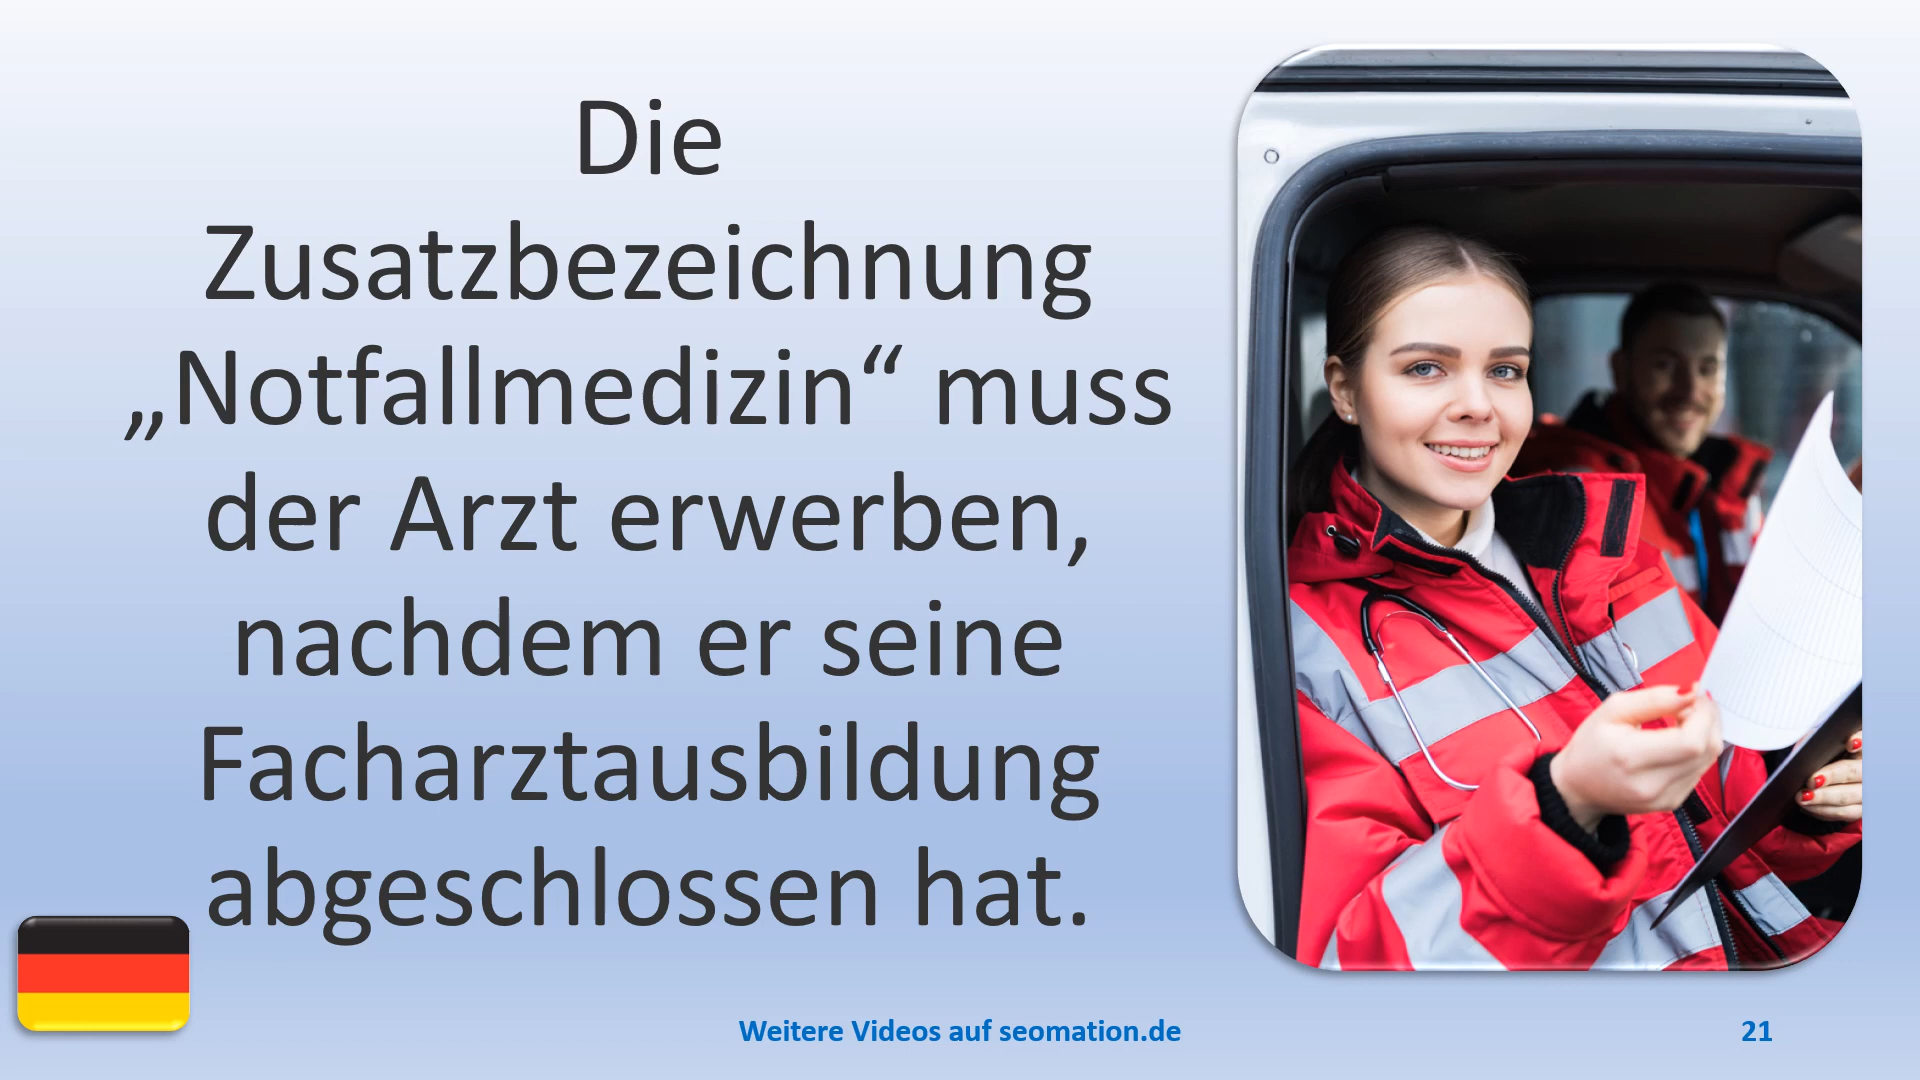 Die
Zusatzbezeichnung
„Notfallmedizin“ muss
der Arzt erwerben,
nachdem er seine
Facharztausbildung
abgeschlossen hat.
Weitere Videos auf seomation.de
21